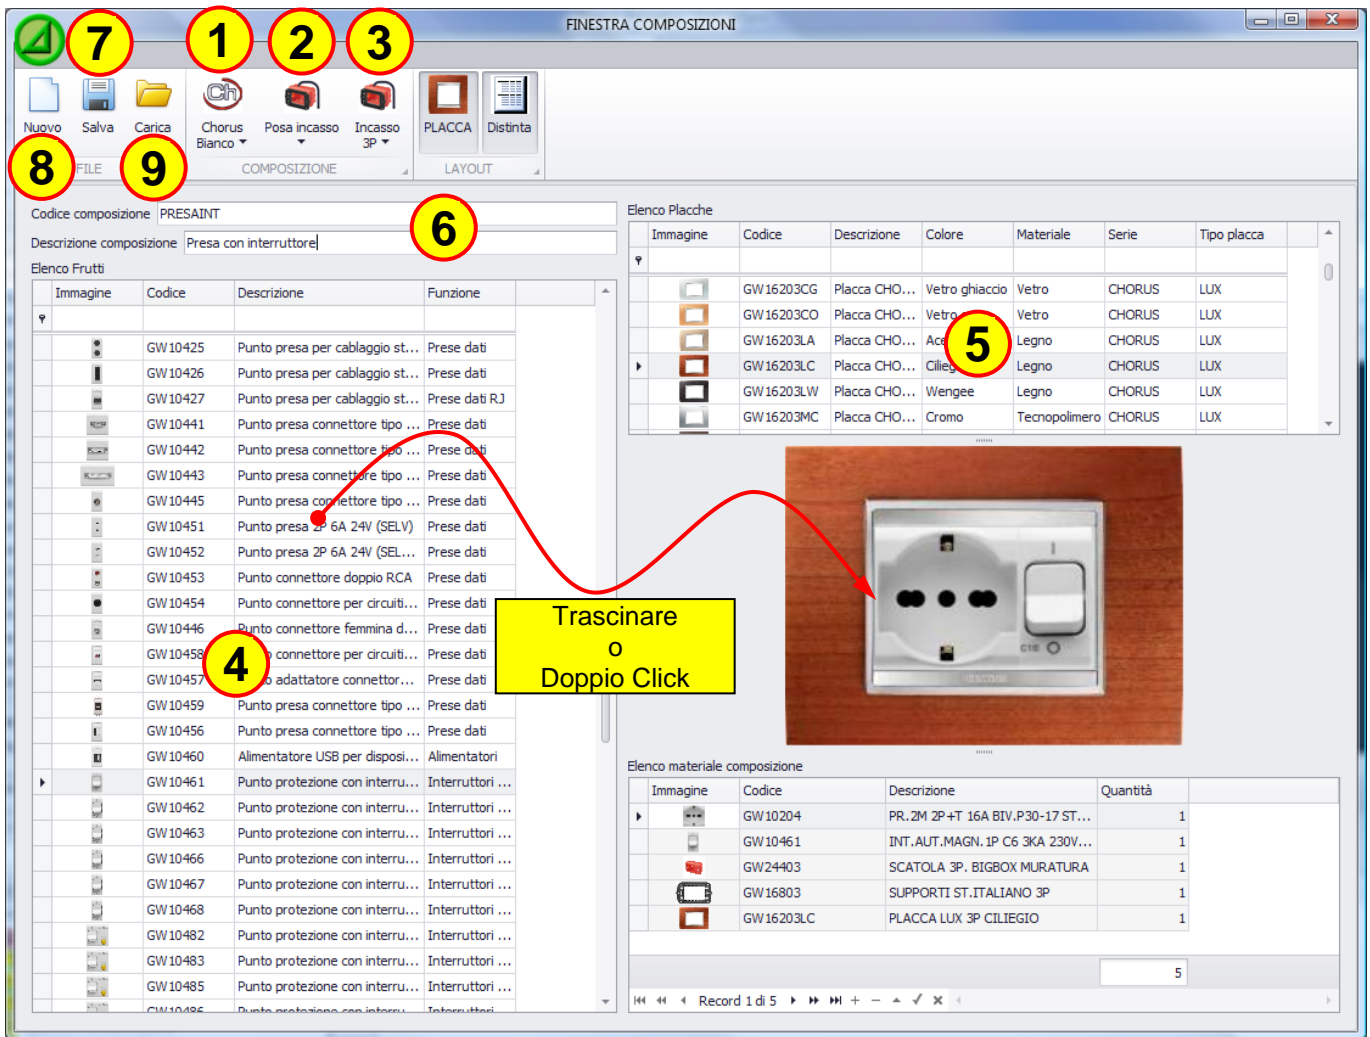 FINESTRA COMPOSIZIONI
7
1
2
3
Ch
Nuovo
Salva
Carica
Chorus
Bianco
Posa incasso
Incasso
3P
PLACCA
Distinta
8
FILE
9
COMPOSIZIONE
LAYOUT
Codice composizione PRESAINT
6
Descrizione composizione Presa con interruttore
Elenco Frutti
Immagine Codice Descrizione Funzione
GW10425 Punto presa per cablaggio st... Prese dati
GW10426 Punto presa per cablaggio st... Prese dati
GW10427 Punto presa per cablaggio st... Prese dati RJ
GW10441 Punto presa connettore tipo ... Prese dati
GW10442 Punto presa connettore tipo ... Prese dati
GW10443 Punto presa connettore tipo ... Prese dati
GW10445 Punto presa connettore tipo ... Prese dati
GW10451 Punto presa 2P 6A 24V (SELV) Prese dati
GW10452 Punto presa 2P 6A 24V (SEL... Prese dati
GW10453 Punto connettore doppio RCA Prese dati
GW10454 Punto connettore per circuiti... Prese dati
GW10446 Punto connettore femmina d... Prese dati
GW10458 connettore per circuiti... Prese dati
4
GW10457 adattatore connettor... Prese dati
GW10459 Punto presa connettore tipo ... Prese dati
GW10456 Punto presa connettore tipo ... Prese dati
GW10460 Alimentatore USB per disposi... Alimentatori
GW10461 Punto protezione con interru... Interruttori ...
GW10462 Punto protezione con interru... Interruttori ...
GW10463 Punto protezione con interru... Interruttori ...
GW10466 Punto protezione con interru... Interruttori ...
GW10467 Punto protezione con interru... Interruttori ...
GW10468 Punto protezione con interru... Interruttori ...
GW10482 Punto protezione con interru... Interruttori ...
GW10483 Punto protezione con interru... Interruttori ...
GW10485 Punto protezione con interru... Interruttori ...
GW10486 Punto protezione con interru... Interruttori ...
Trascinare
o
Doppio Click
Elenco Placche
Immagine Codice Descrizione Colore Materiale Serie Tipo placca
GW16203CG Placca CHO... Vetro ghiaccio Vetro CHORUS LUX
GW16203CO Placca CHO... Vetro Vetro CHORUS LUX
GW16203LA Placca CHO... Legno CHORUS LUX
5
GW16203LC Placca CHO... Legno CHORUS LUX
GW16203LW Placca CHO... Wengee Legno CHORUS LUX
GW16203MC Placca CHO... Cromo Tecnopolimero CHORUS LUX
C16
Elenco materiale composizione
Immagine Codice Descrizione Quantità
GW10204 PR.2M 2P+T 16A BIV.P30-17 ST... 1
GW10461 INT.AUT.MAGN.1P C6 3KA 230V... 1
GW24403 SCATOLA 3P. BIGBOX MURATURA 1
GW16803 SUPPORTI ST.ITALIANO 3P 1
GW16203LC PLACCA LUX 3P CILIEGIO 1
5
Record 1 di 5